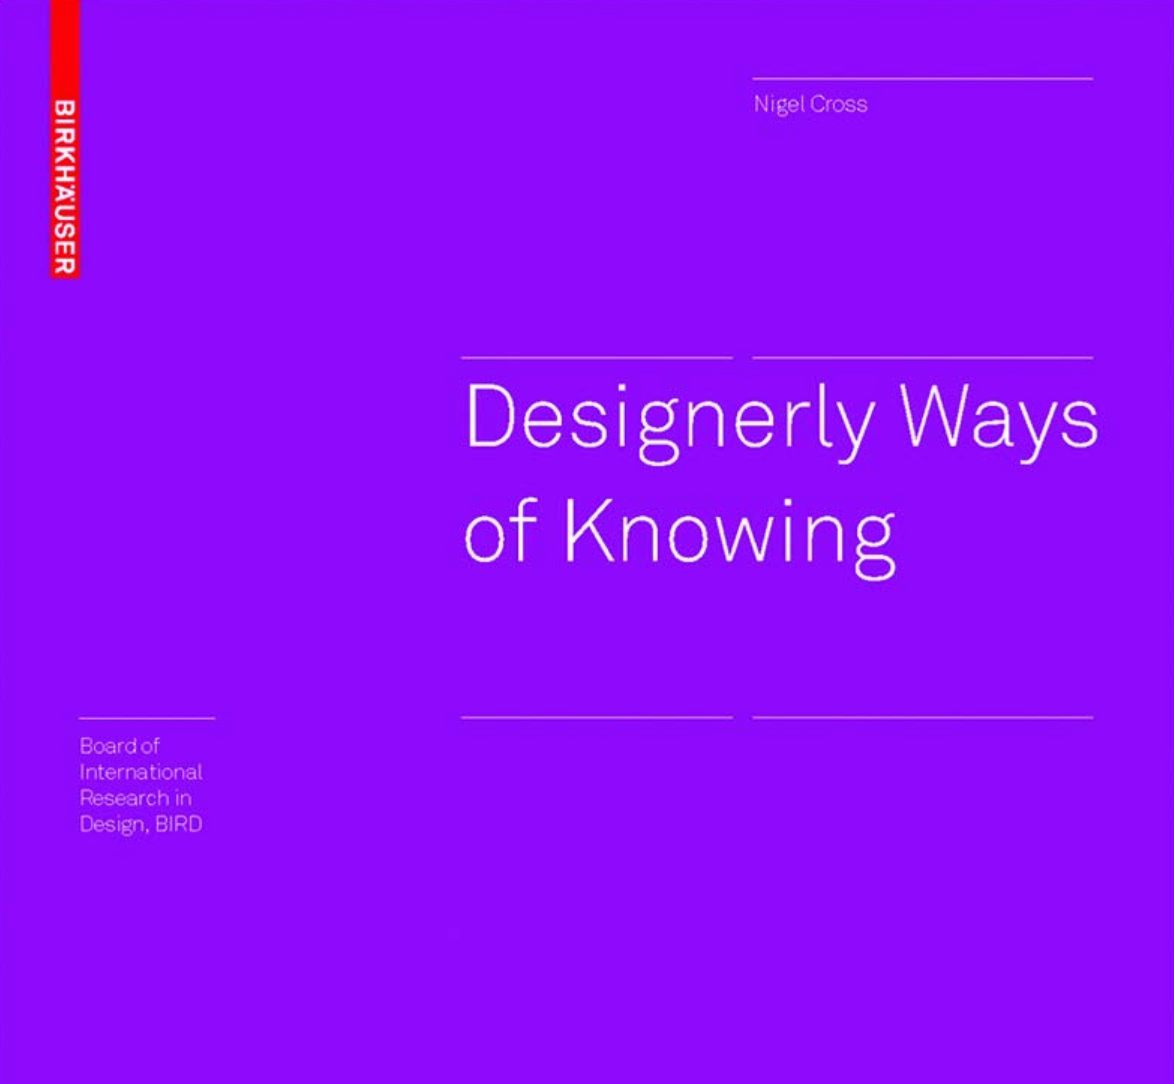 BIRKHÄUSER
Nigel Cross
Designerly Ways
of Knowing
Board of
International
Research in
Design, BIRD